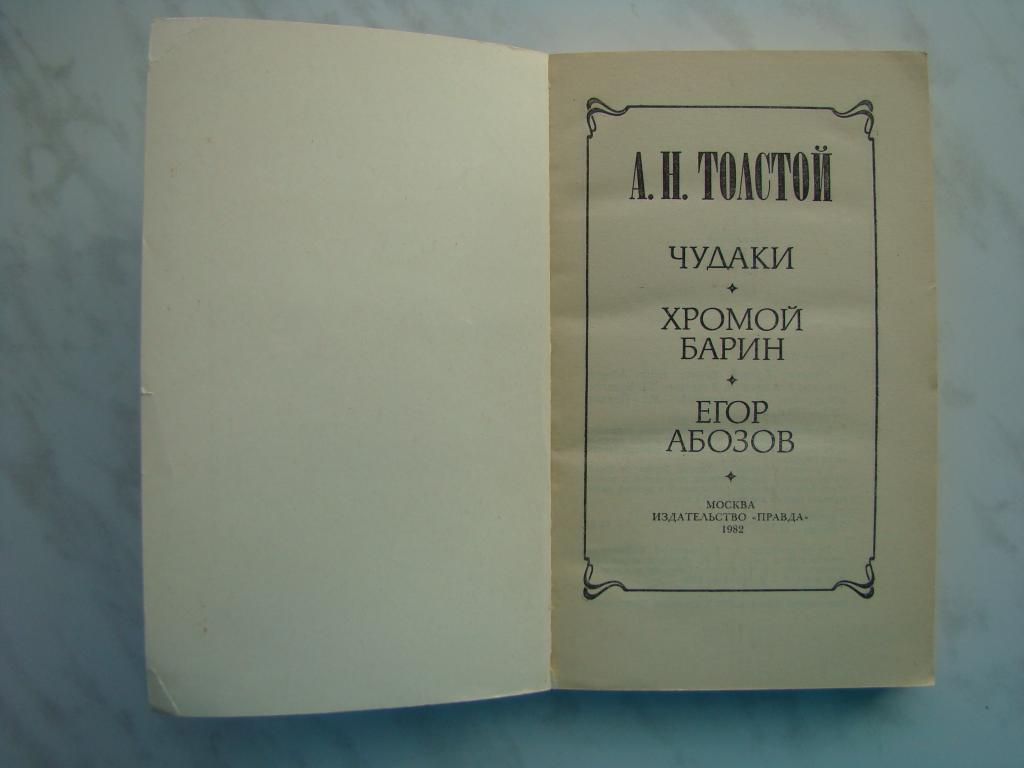 А. Н. ТОЛСТОЙ
ЧУДАКИ
ХРОМОЙ
БАРИН
ЕГОР
АБОЗОВ
МОСКВА
ИЗДАТЕЛЬСТВО «ПРАВДА»
1982